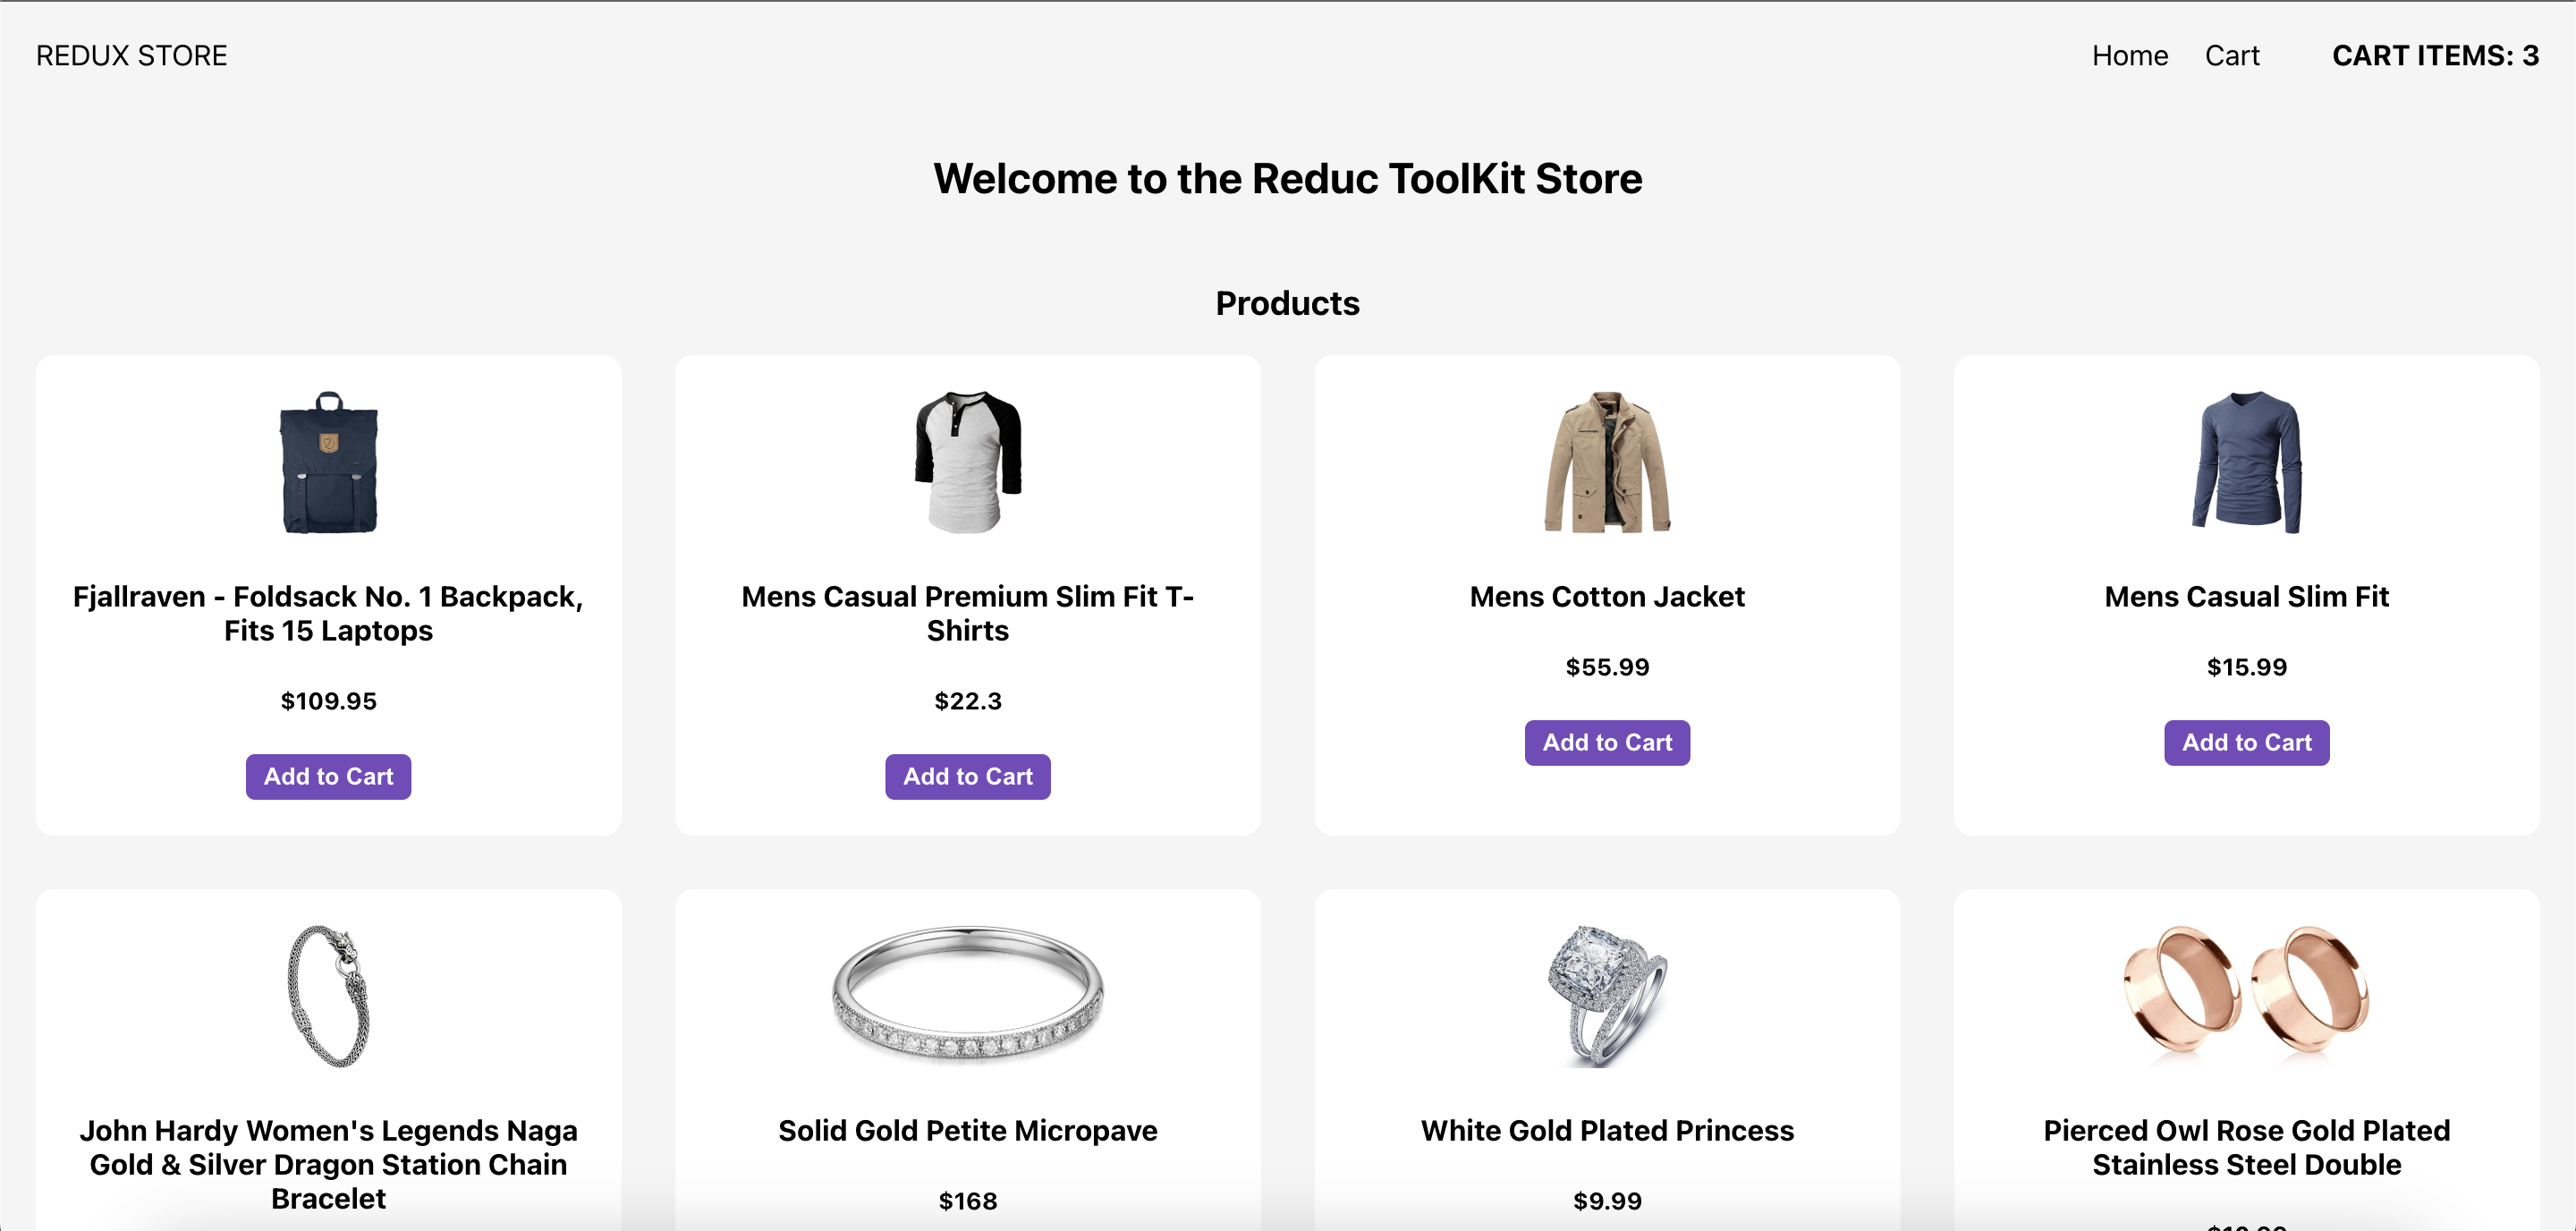 REDUX STORE
Home Cart CART ITEMS: 3
Welcome to the Reduc ToolKit Store
Products
Fjallraven - Foldsack No. 1 Backpack,
Fits 15 Laptops
$109.95
Add to Cart
Mens Casual Premium Slim Fit T-
Shirts
$22.3
Add to Cart
Mens Cotton Jacket
$55.99
Add to Cart
Mens Casual Slim Fit
$15.99
Add to Cart
John Hardy Women's Legends Naga
Gold & Silver Dragon Station Chain
Bracelet
Solid Gold Petite Micropave
$168
White Gold Plated Princess
$9.99
Pierced Owl Rose Gold Plated
Stainless Steel Double